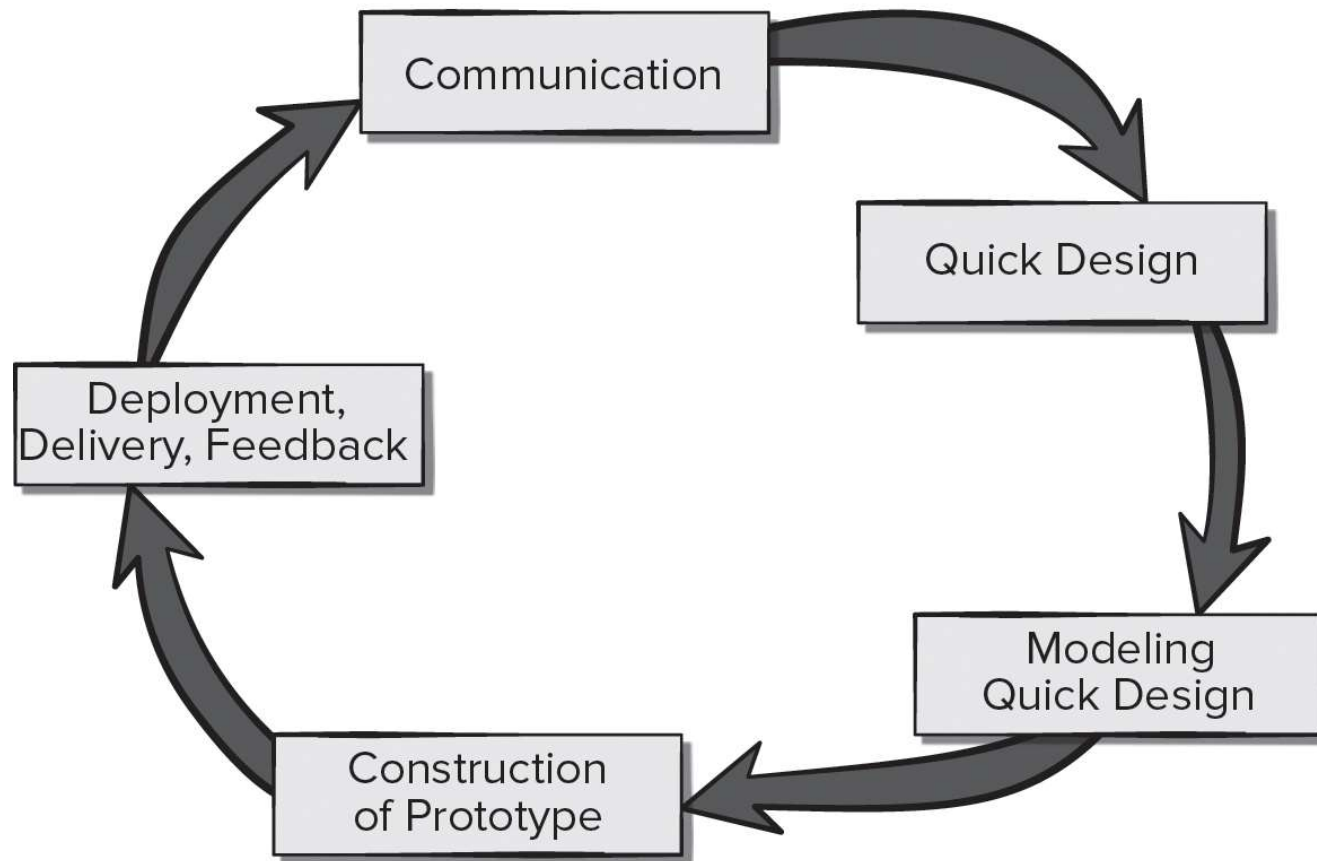 Communication
Quick Design
Modeling
Quick Design
Construction
of Prototype
Deployment,
Delivery, Feedback